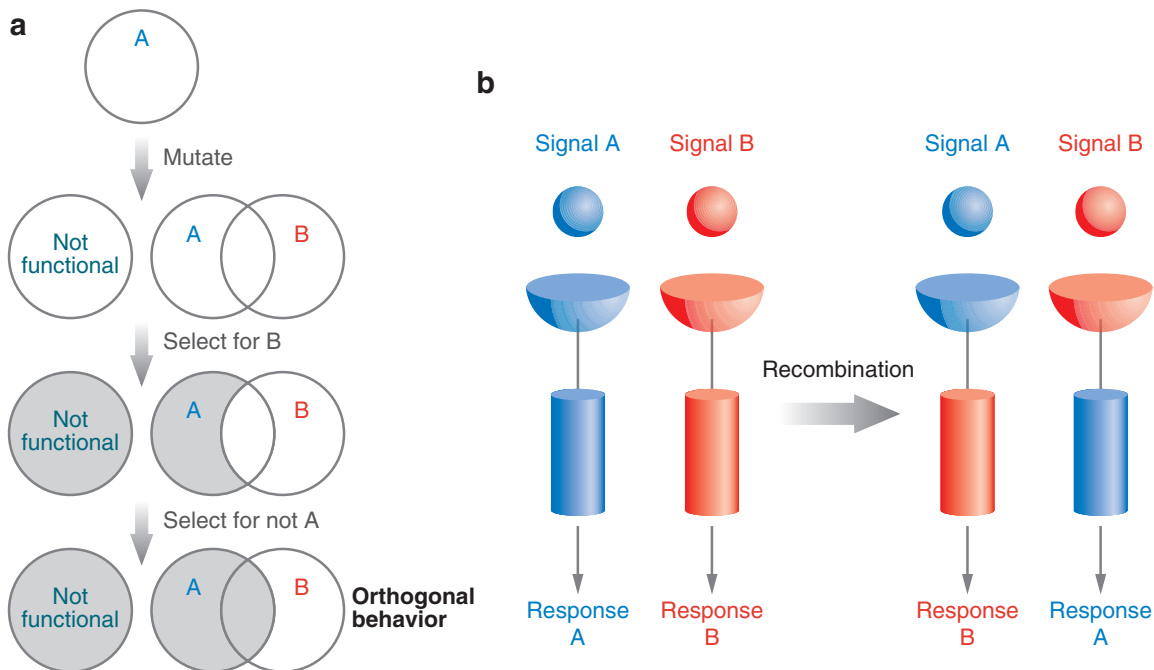 a
A
Mutate
Not
functional
A
B
Select for B
Not
functional
A
B
Select for not A
Not
functional
A
B
Orthogonal
behavior
b
Signal A
Signal B
Signal A
Signal B
Recombination
Response
A
Response
B
Response
B
Response
A